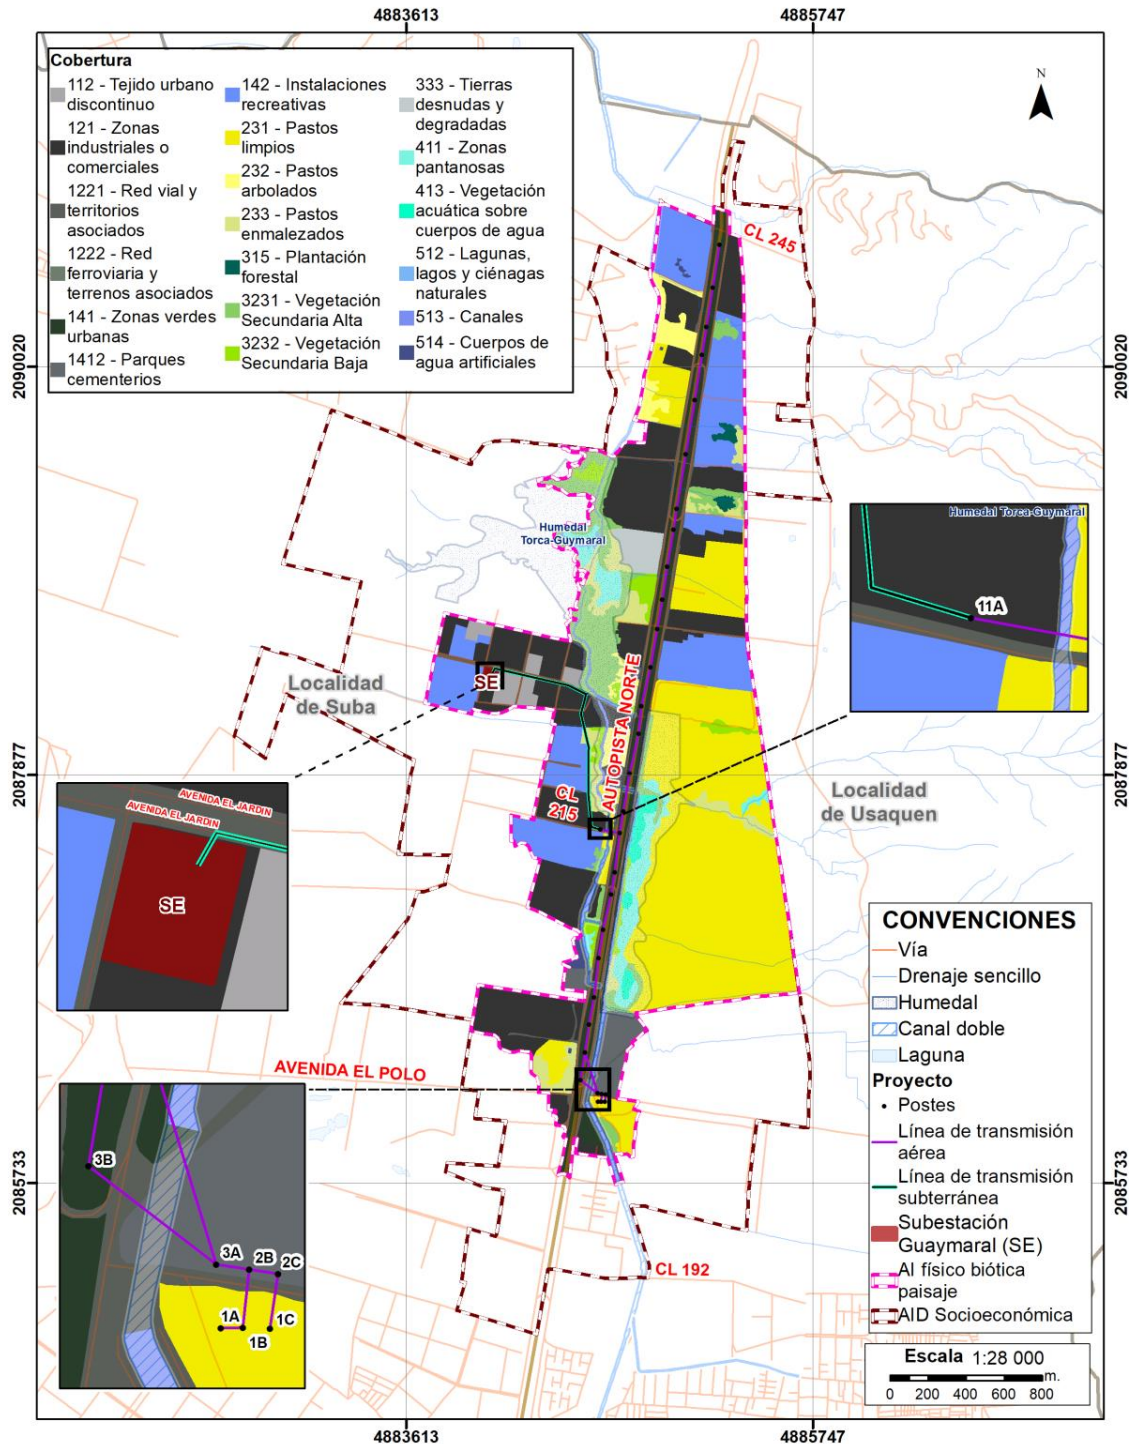 4883613
4885747
Cobertura
112 - Tejido urbano
discontinuo
121 - Zonas
industriales o
comerciales
1221 - Red vial y
territorios
asociados
1222 - Red
ferroviaria y
terrenos asociados
141 - Zonas verdes
urbanas
1412 - Parques
cementerios
142 - Instalaciones
recreativas
231 - Pastos
limpios
232 - Pastos
arbolados
233 - Pastos
enmalezados
315 - Plantación
forestal
3231 - Vegetación
Secundaria Alta
3232 - Vegetación
Secundaria Baja
333 - Tierras
desnudas y
degradadas
411 - Zonas
pantanosas
413 - Vegetación
acuática sobre
cuerpos de agua
512 - Lagunas,
lagos y ciénagas
naturales
513 - Canales
514 - Cuerpos de
agua artificiales
N
CL 245
2090020
2090020
Humedal
Torca-Guymaral
Humedal Torca-Guymaral
11A
SE
Localidad
de Suba
AUTOPISTA NORTE
CL
215
2087877
2087877
Localidad
de Usaquen
AVENIDA EL JARDIN
AVENIDA EL JARDIN
SE
AVENIDA EL POLO
3B
3A
2B
2C
1A
1B
1C
2085733
2085733
CL 192
CONVENCIONES
Vía
Drenaje sencillo
Humedal
Canal doble
Laguna
Proyecto
Postes
Línea de transmisión
aérea
Línea de transmisión
subterránea
Subestación
Guaymaral (SE)
AI físico biótica
paisaje
AID Socioeconómica
Escala 1:28 000
m.
0 200 400 600 800
4883613
4885747